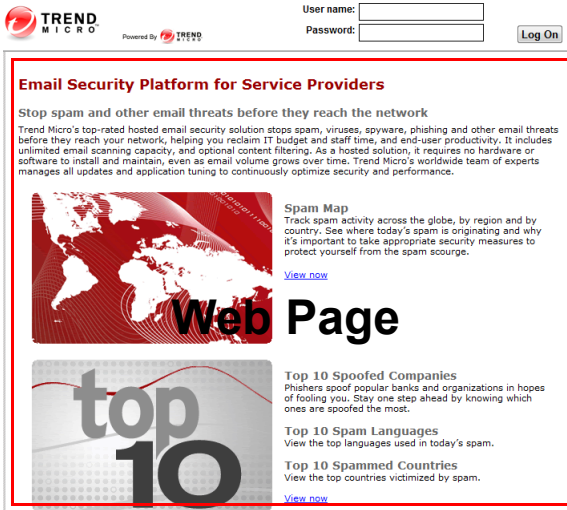 User name:
TREND
MICRO
Powered By TREND MICRO
Password:
Log On
Email Security Platform for Service Providers
Stop spam and other email threats before they reach the network
Trend Micro's top-rated hosted email security solution stops spam, viruses, spyware, phishing and other email threats
before they reach your network, helping you reclaim IT budget and staff time, and end-user productivity. It includes
unlimited email scanning capacity, and optional content filtering. As a hosted solution, it requires no hardware or
software to install and maintain, even as email volume grows over time. Trend Micro's worldwide team of experts
manages all updates and application tuning to continuously optimize security and performance.
Spam Map
Track spam activity across the globe, by region and by
country. See where today's spam is originating and why
it's important to take appropriate security measures to
protect yourself from the spam scourge.
View now
Web Page
top
10
Top 10 Spoofed Companies
Phishers spoof popular banks and organizations in hopes
of fooling you. Stay one step ahead by knowing which
ones are spoofed the most.
Top 10 Spam Languages
View the top languages used in today's spam.
Top 10 Spammed Countries
View the top countries victimized by spam.
View now